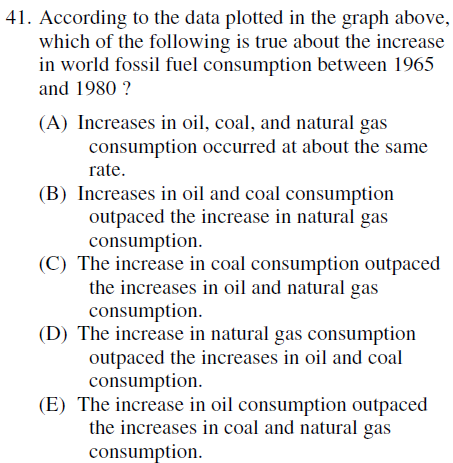 41. According to the data plotted in the graph above,
which of the following is true about the increase
in world fossil fuel consumption between 1965
and 1980 ?
(A) Increases in oil, coal, and natural gas
consumption occurred at about the same
rate.
(B) Increases in oil and coal consumption
outpaced the increase in natural gas
consumption.
(C) The increase in coal consumption outpaced
the increases in oil and natural gas
consumption.
(D) The increase in natural gas consumption
outpaced the increases in oil and coal
consumption.
(E) The increase in oil consumption outpaced
the increases in coal and natural gas
consumption.